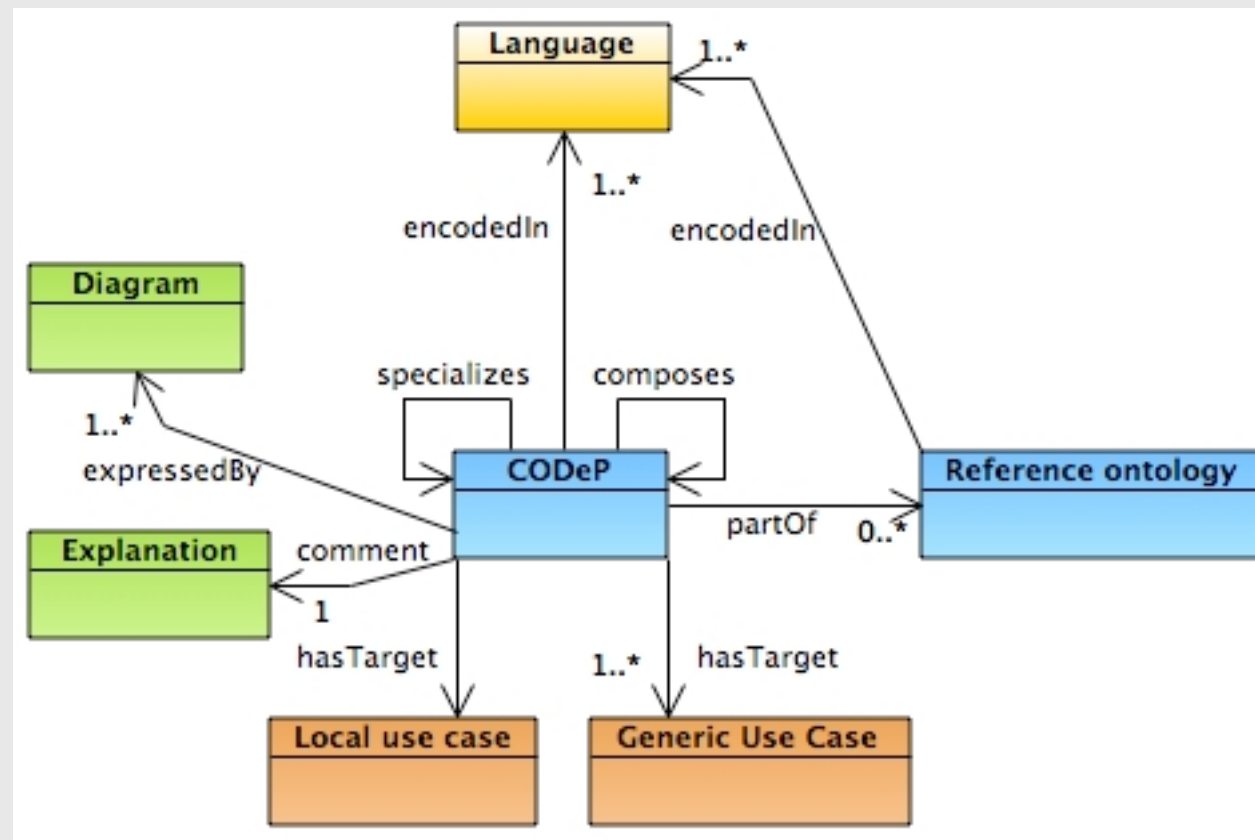 Language
1..*
1..*
encodedIn
encodedIn
Diagram
specializes
composes
1..*
expressedBy
CODeP
Reference ontology
partOf
0..*
Explanation
comment
1
hasTarget
1..*
hasTarget
Local use case
Generic Use Case